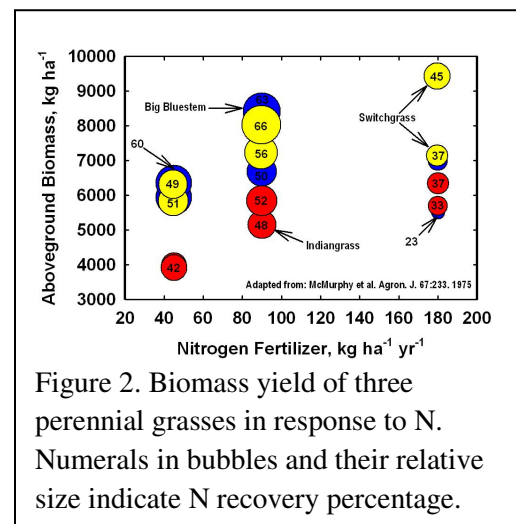 10000
9000
8000
7000
6000
5000
4000
3000
Aboveground Biomass, kg ha-1
Big Bluestem
Switchgrass
Indiangrass
60
49
51
42
63
66
56
50
52
48
45
37
37
33
23
Adapted from: McMurphy et al. Agron. J. 67:233. 1975
20 40 60 80 100 120 140 160 180 200
Nitrogen Fertilizer, kg ha-1 yr-1
Figure 2. Biomass yield of three
perennial grasses in response to N.
Numerals in bubbles and their relative
size indicate N recovery percentage.